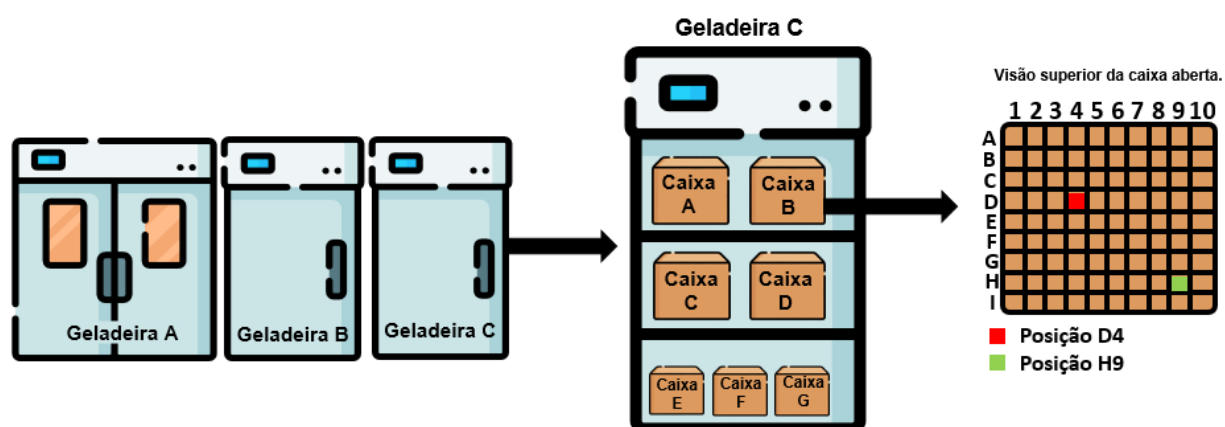 Geladeira A
Geladeira B
Geladeira C
Geladeira C
Caixa
A
Caixa
B
Caixa
C
Caixa
D
Caixa
E
Caixa
F
Caixa
G
Visão superior da caixa aberta.
1 2 3 4 5 6 7 8 9 10
A
B
C
D
E
F
G
H
I
Posição D4
Posição H9